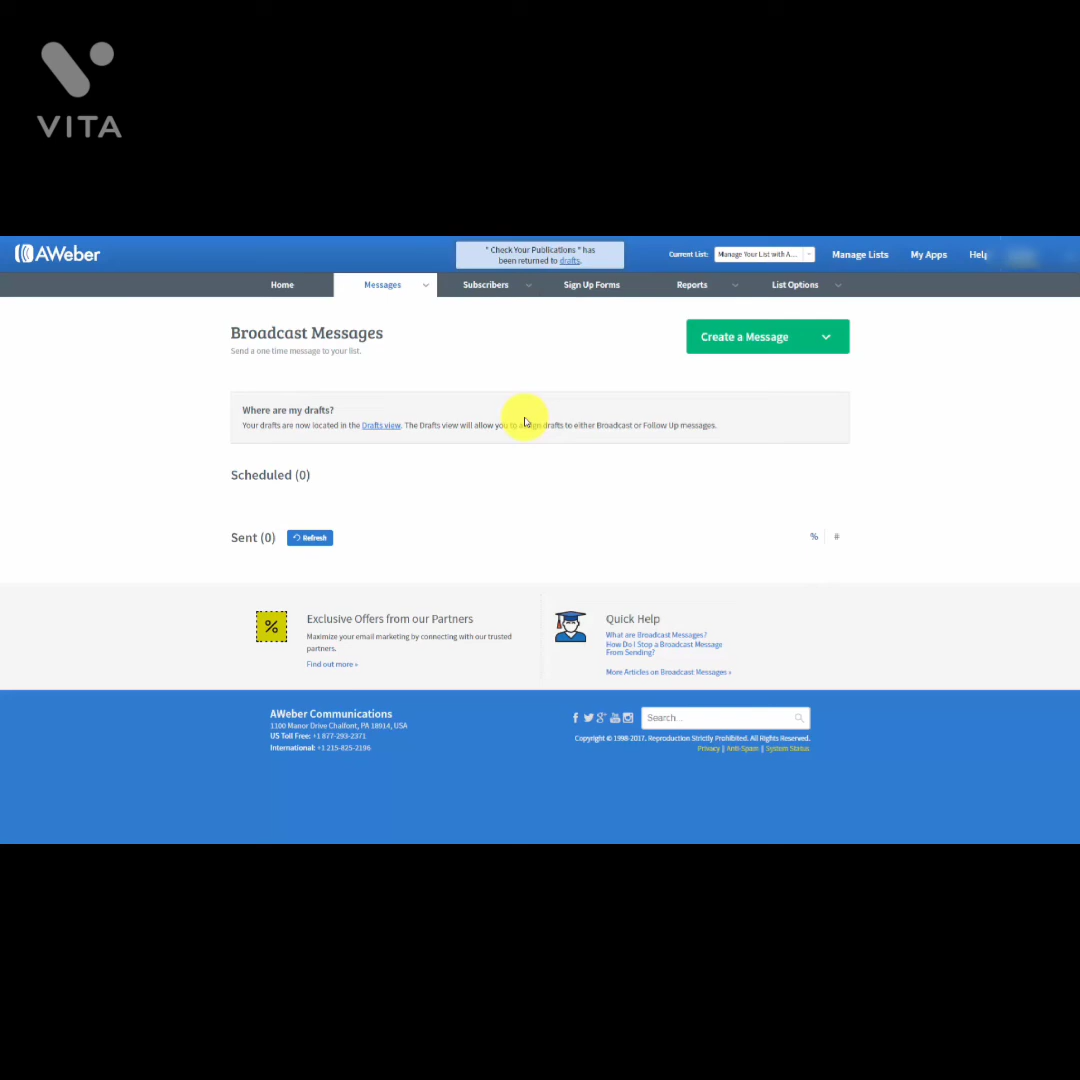 VITA
AWeber
" Check Your Publications " has
been returned to drafts.
Current List: Manage Your List with A...
Manage Lists
My Apps
Help
Home
Messages
Subscribers
Sign Up Forms
Reports
List Options
Broadcast Messages
Send a one time message to your list.
Create a Message
Where are my drafts?
Your drafts are now located in the Drafts view. The Drafts view will allow you to assign drafts to either Broadcast or Follow Up messages.
Scheduled (0)
Sent (0)
Refresh
% #
%
Exclusive Offers from our Partners
Maximize your email marketing by connecting with our trusted
partners.
Find out more »
Quick Help
What are Broadcast Messages?
How Do I Stop a Broadcast Message
From Sending?
More Articles on Broadcast Messages »
AWeber Communications
1100 Manor Drive Chalfont, PA 18914, USA
US Toll Free: +1 877-293-2371
International: +1 215-825-2196
Search...
Copyright © 1998-2017. Reproduction Strictly Prohibited. All Rights Reserved.
Privacy | Anti-Spam | System Status